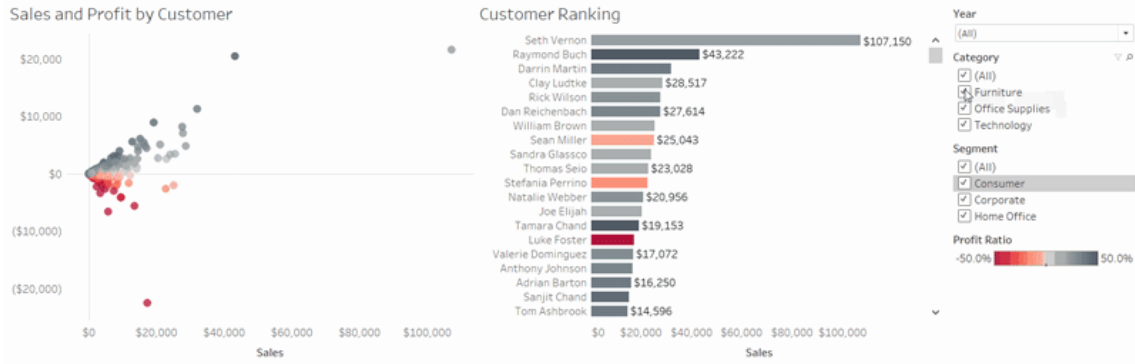 Sales and Profit by Customer
$20,000
$10,000
$0
($10,000)
($20,000)
$0
$20,000
$40,000
$60,000
$80,000
$100,000
Sales
Customer Ranking
Seth Vernon $107,150
Raymond Buch $43,222
Darrin Martin
Clay Ludtke $28,517
Rick Wilson
Dan Reichenbach $27,614
William Brown
Sean Miller $25,043
Sandra Glassco
Thomas Seio $23,028
Stefania Perrino
Natalie Webber $20,956
Joe Elijah
Tamara Chand $19,153
Luke Foster
Valerie Dominguez $17,072
Anthony Johnson
Adrian Barton $16,250
Sanjit Chand
Tom Ashbrook $14,596
$0
$20,000
$40,000
$60,000
$80,000
$100,000
Sales
Year
(All)
Category
(All)
Furniture
Office Supplies
Technology
Segment
(All)
Consumer
Corporate
Home Office
Profit Ratio
-50.0% 50.0%